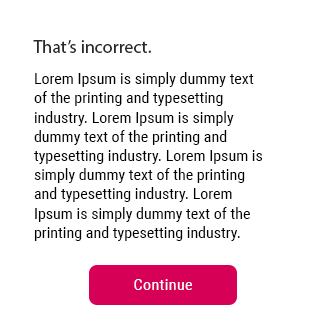 That's incorrect.
Lorem Ipsum is simply dummy text
of the printing and typesetting
industry. Lorem Ipsum is simply
dummy text of the printing and
typesetting industry. Lorem Ipsum is
simply dummy text of the printing
and typesetting industry. Lorem
Ipsum is simply dummy text of the
printing and typesetting industry.
Continue